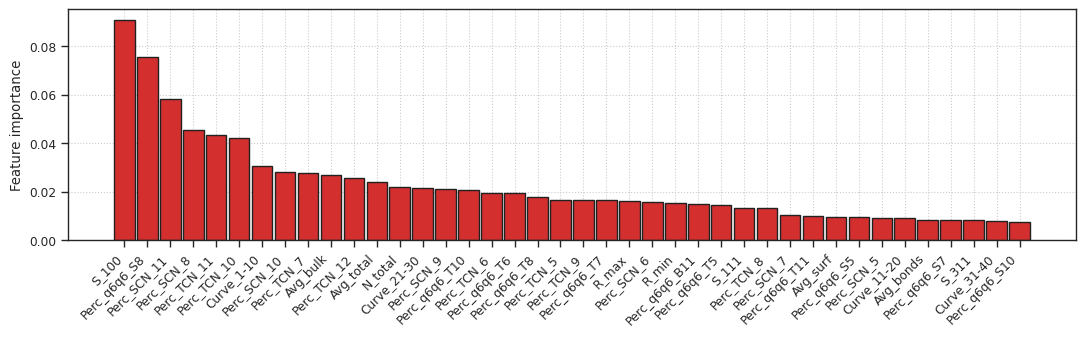 Feature importance
0.08
0.06
0.04
0.02
0.00
S_100
Perc_q6q6_S8
Perc_SCN_11
Perc_SCN_8
Perc_TCN_11
Perc_TCN_10
Curve_1-10
Perc_SCN_10
Perc_TCN_7
Avg_bulk
Perc_TCN_12
Avg_total
N_total
Curve_21-30
Perc_SCN_9
Perc_q6q6_T10
Perc_TCN_6
Perc_q6q6_T6
Perc_q6q6_T8
Perc_TCN_5
Perc_TCN_9
Perc_q6q6_T7
R_max
Perc_SCN_6
R_min
Perc_q6q6_B11
Perc_q6q6_T5
S_111
Perc_TCN_8
Perc_SCN_7
Perc_q6q6_T11
Avg_surf
Perc_q6q6_S5
Perc_SCN_5
Curve_11-20
Avg_bonds
Perc_q6q6_S7
S_311
Curve_31-40
Perc_q6q6_S10